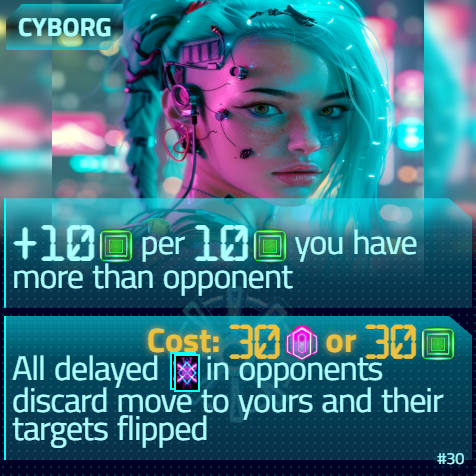 CYBORG
+10 per 10 you have
more than opponent
Cost: 30 or 30
All delayed in opponents
discard move to yours and their
targets flipped
#30